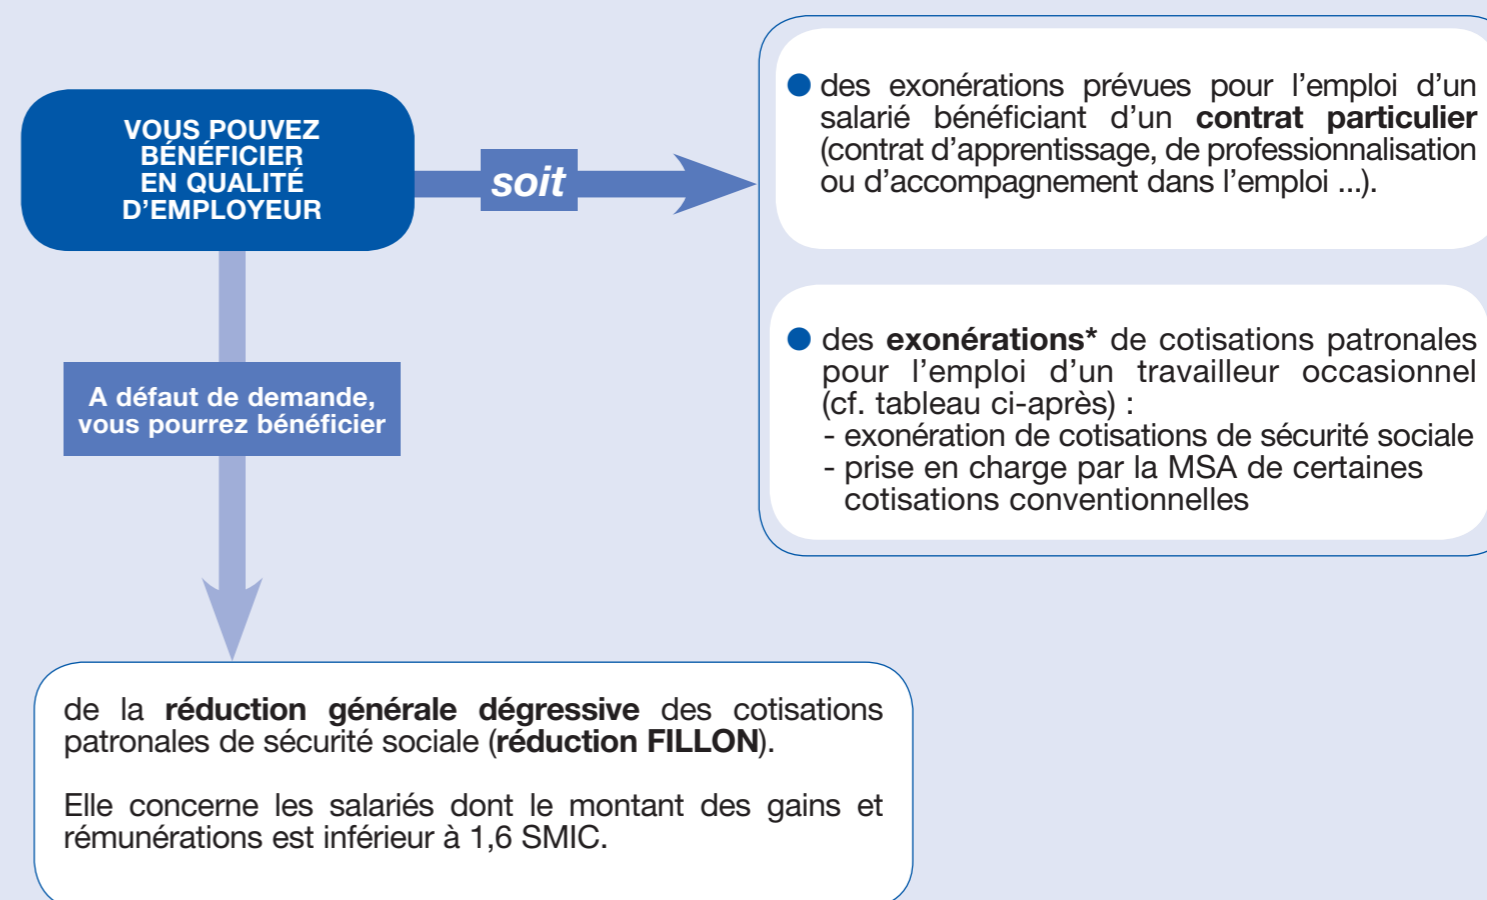 VOUS POUVEZ
BÉNÉFICIER
EN QUALITÉ
D’EMPLOYEUR
soit
● des exonérations prévues pour l’emploi d’un
salarié bénéficiant d’un contrat particulier
(contrat d’apprentissage, de professionnalisation
ou d’accompagnement dans l’emploi ...).
● des exonérations* de cotisations patronales
pour l’emploi d’un travailleur occasionnel
(cf. tableau ci-après) :
- exonération de cotisations de sécurité sociale
- prise en charge par la MSA de certaines
cotisations conventionnelles
A défaut de demande,
vous pourrez bénéficier
de la réduction générale dégressive des cotisations
patronales de sécurité sociale (réduction FILLON).
Elle concerne les salariés dont le montant des gains et
rémunérations est inférieur à 1,6 SMIC.